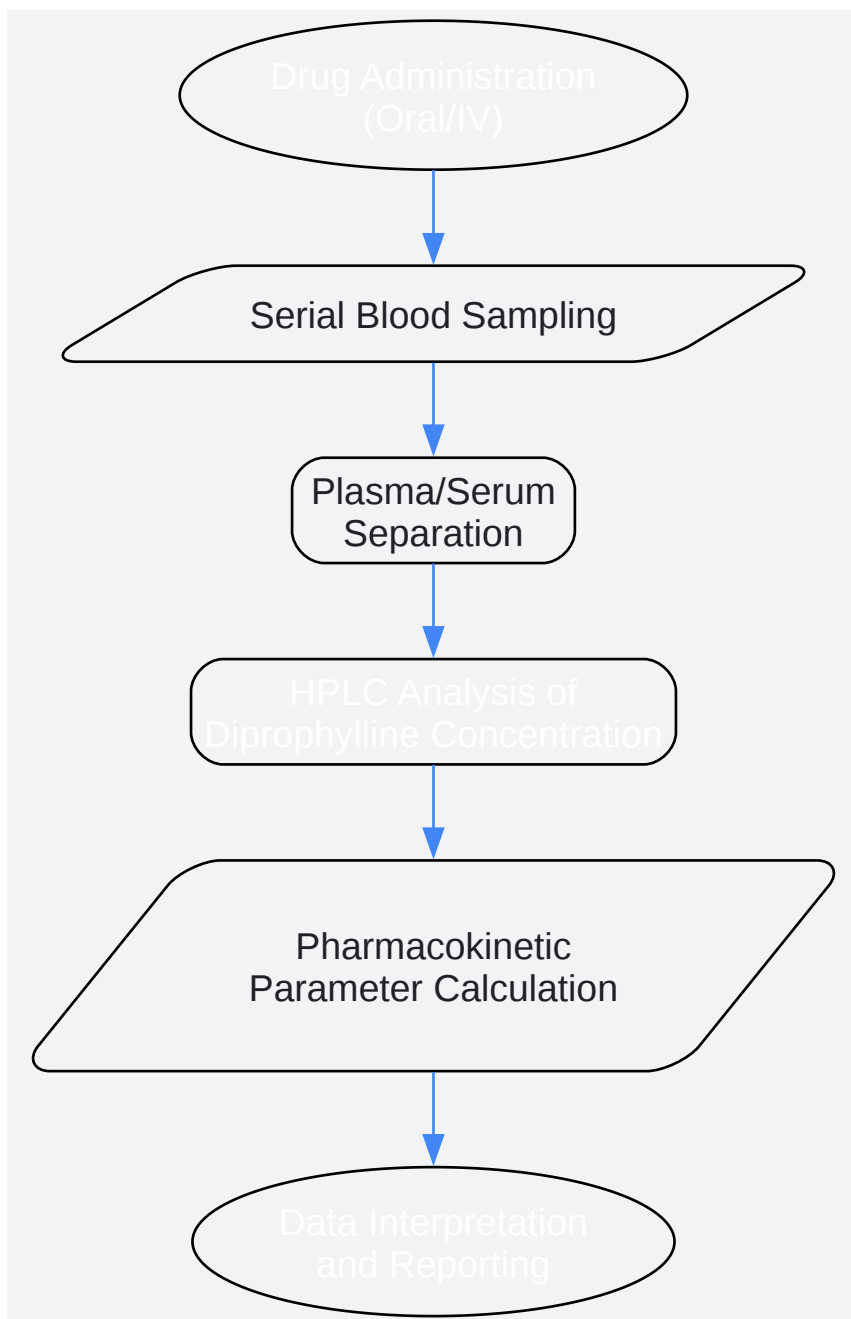 Drug Administration
(Oral/IV)
Serial Blood Sampling
Plasma/Serum
Separation
HPLC Analysis of
Diprophylline Concentration
Pharmacokinetic
Parameter Calculation
Data Interpretation
and Reporting